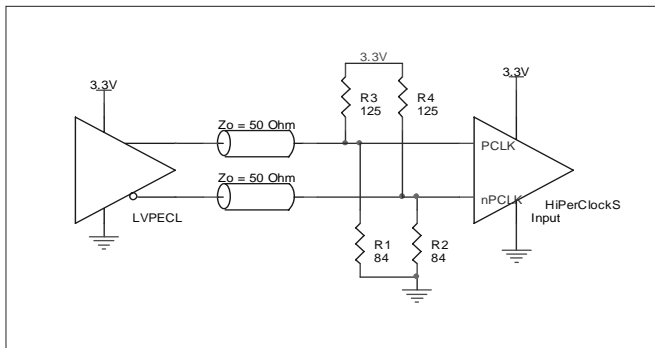 3.3V
3.3V
3.3V
R3
125
R4
125
Zo = 50 Ohm
PCLK
Zo = 50 Ohm
nPCLK
HiPerClockS
Input
LVPECL
R1
84
R2
84